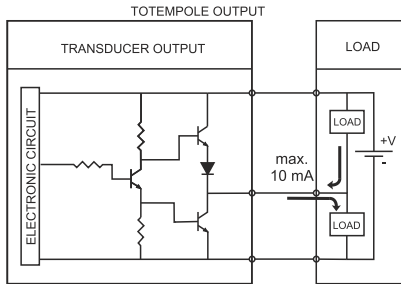 TOTEMPOLE OUTPUT
TRANSDUCER OUTPUT
LOAD
ELECTRONIC CIRCUIT
LOAD
+V
max.
10 mA
LOAD